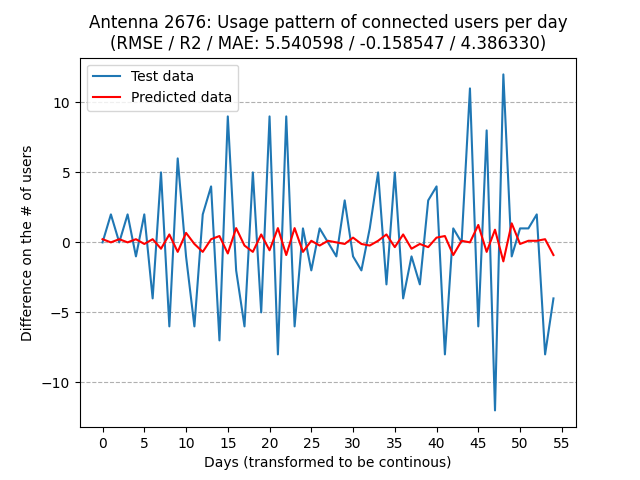 Antenna 2676: Usage pattern of connected users per day
(RMSE / R2 / MAE: 5.540598 / -0.158547 / 4.386330)
Test data
Predicted data
10
5
0
−5
−10
Difference on the # of users
0 5 10 15 20 25 30 35 40 45 50 55
Days (transformed to be continous)